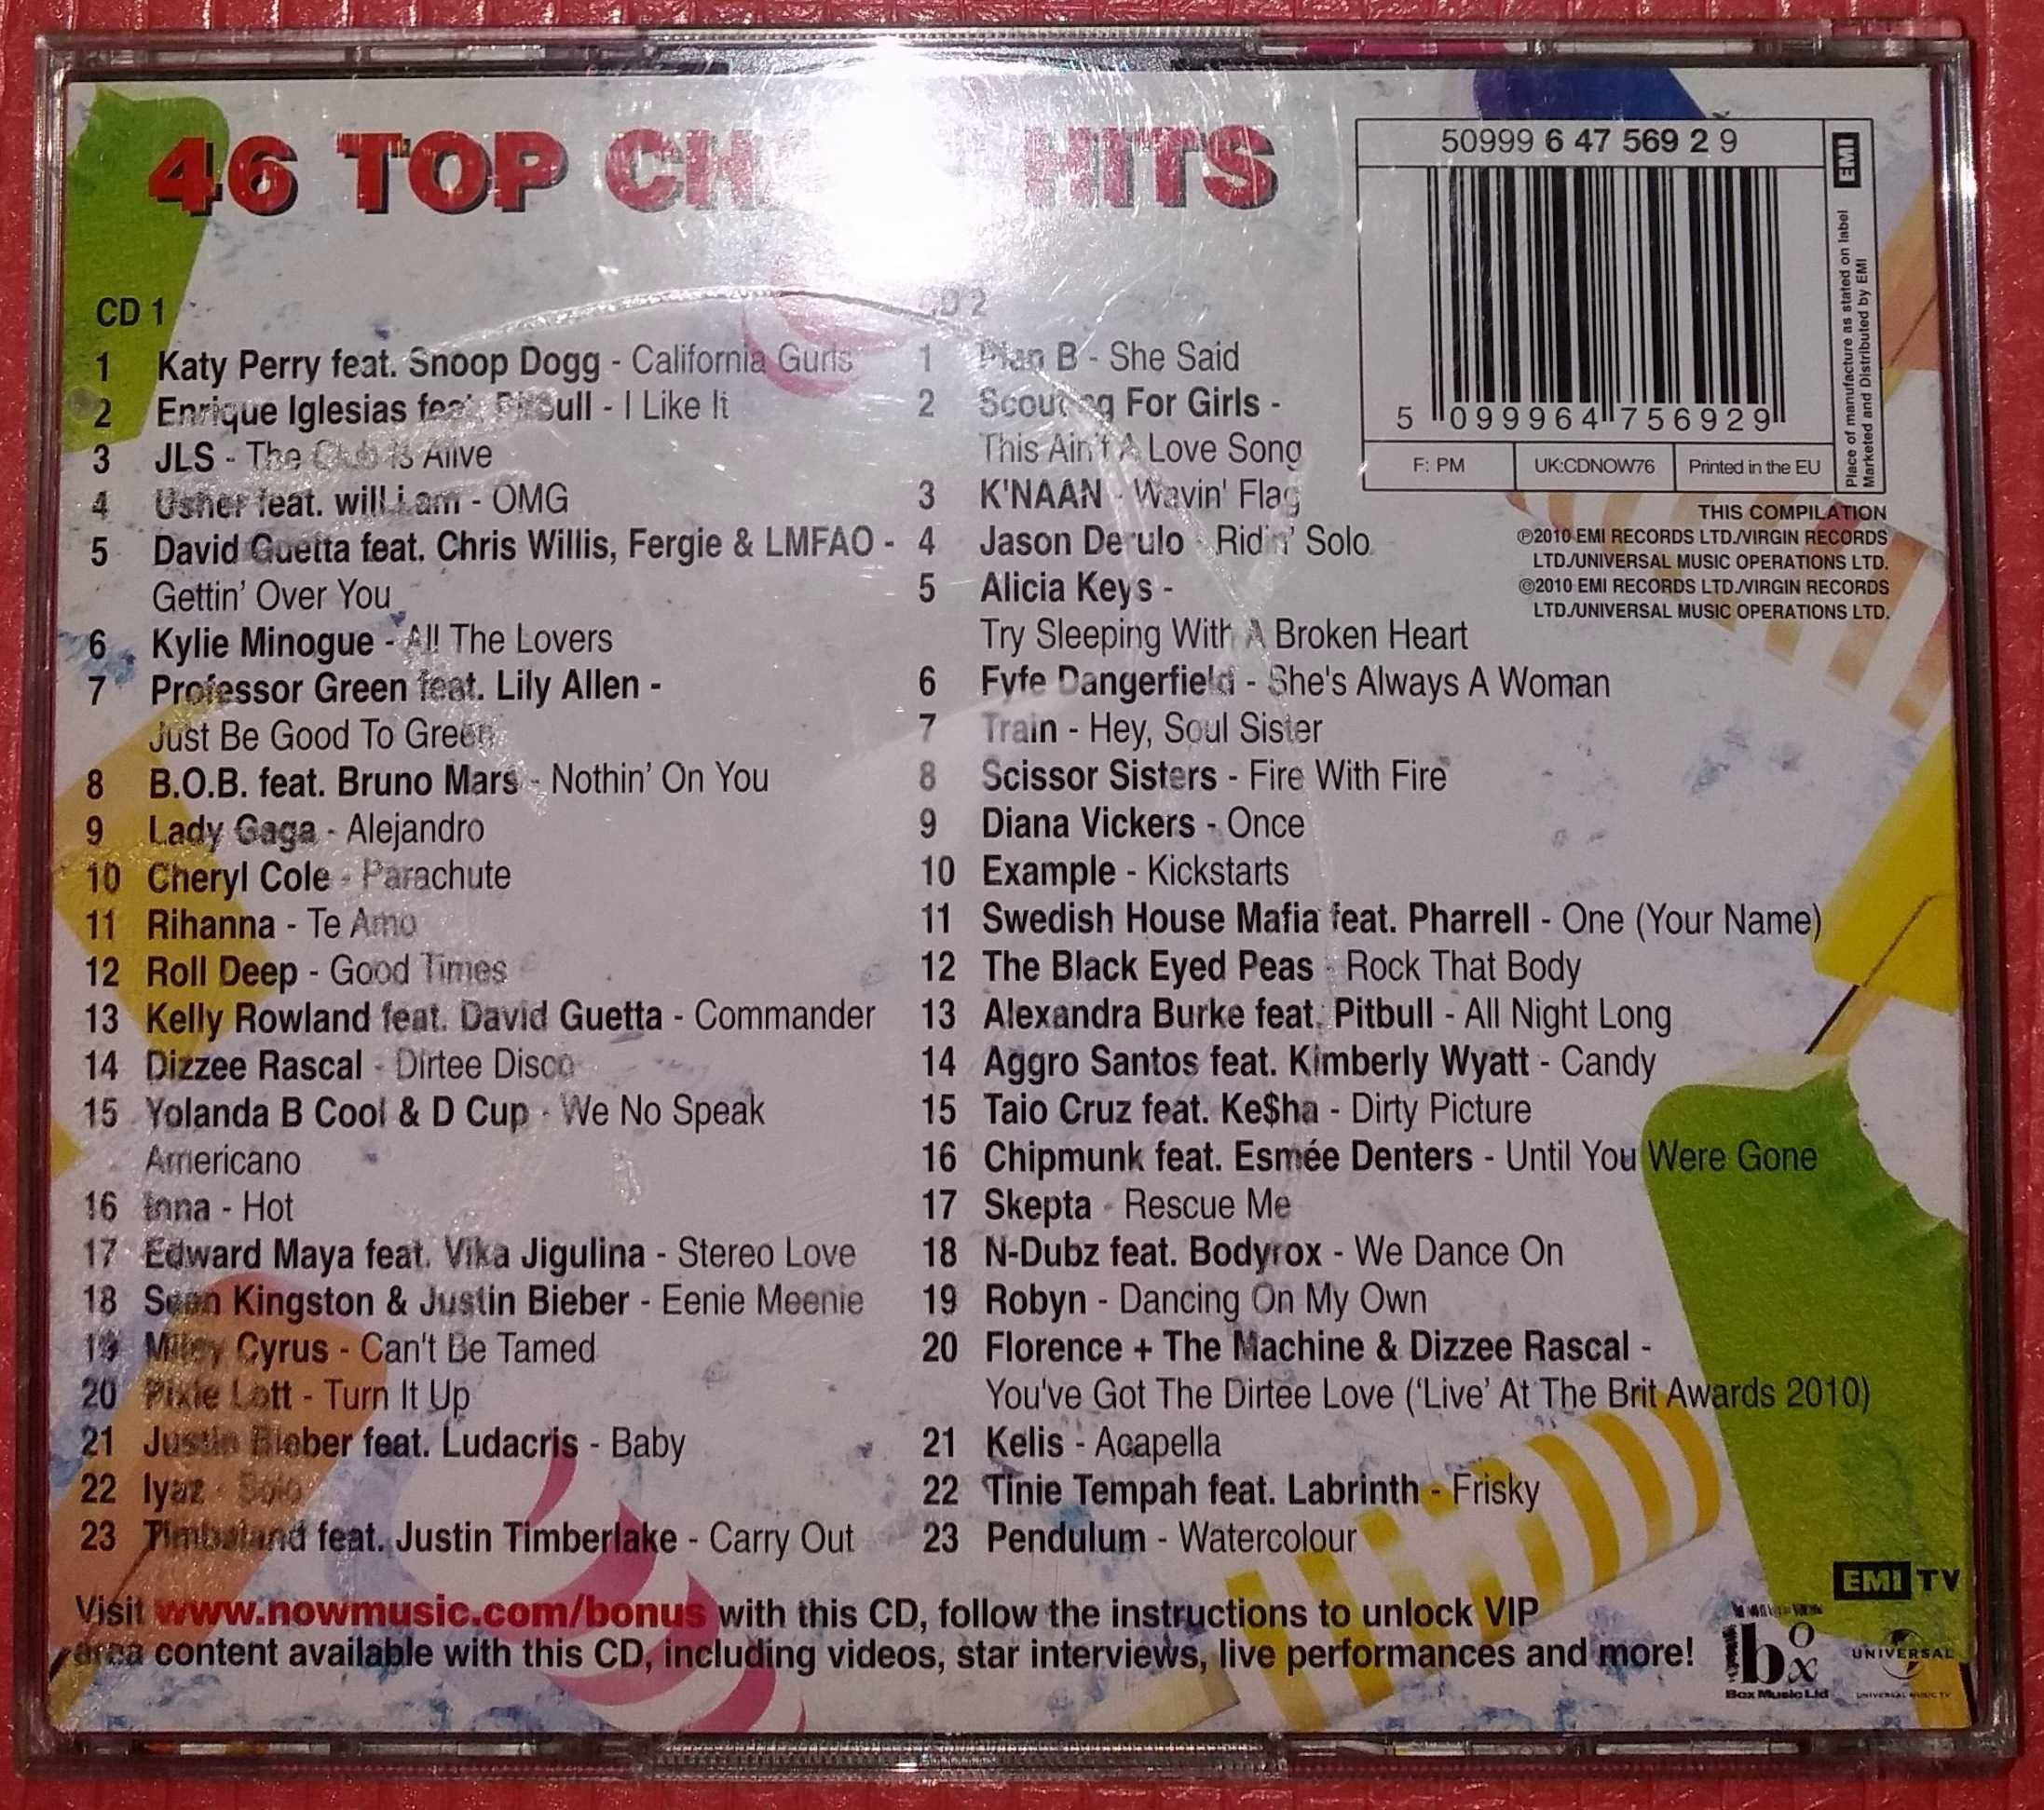 46 TOP HITS
50999 6 47 569 2 9
EMI
5 099964 756929
F: PM
UK:CDNOW76
Printed in the EU
Place of manufacture as stated on label
Marketed and Distributed by EMI
THIS COMPILATION
℗2010 EMI RECORDS LTD./VIRGIN RECORDS
LTD./UNIVERSAL MUSIC OPERATIONS LTD.
©2010 EMI RECORDS LTD./VIRGIN RECORDS
LTD./UNIVERSAL MUSIC OPERATIONS LTD.
CD 1
1 Katy Perry feat. Snoop Dogg - California Gurls
2 Enrique Iglesias feat. Pitbull - I Like It
3 JLS - The Club Is Alive
4 Usher feat. will.i.am - OMG
5 David Guetta feat. Chris Willis, Fergie & LMFAO -
Gettin' Over You
6 Kylie Minogue - All The Lovers
7 Professor Green feat. Lily Allen -
Just Be Good To Green
8 B.O.B. feat. Bruno Mars - Nothin' On You
9 Lady Gaga - Alejandro
10 Cheryl Cole - Parachute
11 Rihanna - Te Amo
12 Roll Deep - Good Times
13 Kelly Rowland feat. David Guetta - Commander
14 Dizzee Rascal - Dirtee Disco
15 Yolanda B Cool & D Cup - We No Speak
Americano
16 Inna - Hot
17 Edward Maya feat. Vika Jigulina - Stereo Love
18 Sean Kingston & Justin Bieber - Eenie Meenie
19 Miley Cyrus - Can't Be Tamed
20 Pixie Lott - Turn It Up
21 Justin Bieber feat. Ludacris - Baby
22 Iyaz - Solo
23 Timbaland feat. Justin Timberlake - Carry Out
CD 2
1 Plan B - She Said
2 Scouting For Girls -
This Ain't A Love Song
3 K'NAAN - Wavin' Flag
4 Jason Derulo - Ridin' Solo
5 Alicia Keys -
Try Sleeping With A Broken Heart
6 Fyfe Dangerfield - She's Always A Woman
7 Train - Hey, Soul Sister
8 Scissor Sisters - Fire With Fire
9 Diana Vickers - Once
10 Example - Kickstarts
11 Swedish House Mafia feat. Pharrell - One (Your Name)
12 The Black Eyed Peas - Rock That Body
13 Alexandra Burke feat. Pitbull - All Night Long
14 Aggro Santos feat. Kimberly Wyatt - Candy
15 Taio Cruz feat. Ke$ha - Dirty Picture
16 Chipmunk feat. Esmée Denters - Until You Were Gone
17 Skepta - Rescue Me
18 N-Dubz feat. Bodyrox - We Dance On
19 Robyn - Dancing On My Own
20 Florence + The Machine & Dizzee Rascal -
You've Got The Dirtee Love ('Live' At The Brit Awards 2010)
21 Kelis - Acapella
22 Tinie Tempah feat. Labrinth - Frisky
23 Pendulum - Watercolour
Visit www.nowmusic.com/bonus with this CD, follow the instructions to unlock VIP
area content available with this CD, including videos, star interviews, live performances and more!
EMI TV
box
Box Music Ltd
UNIVERSAL
UNIVERSAL MUSIC TV